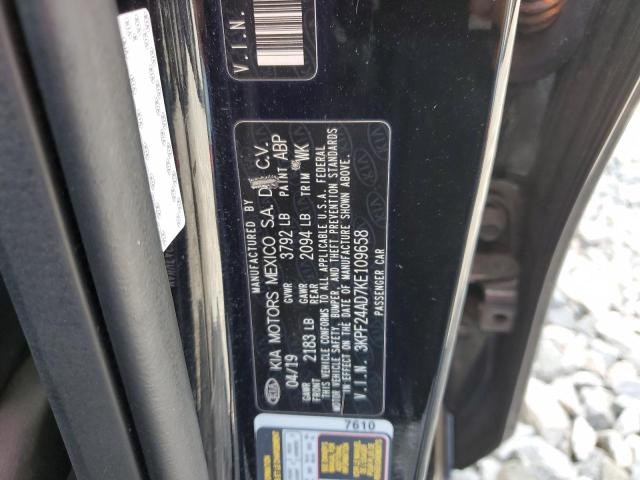 V.I.N.
MANUFACTURED BY
KIA MOTORS MEXICO S.A. D C.V.
04/19 GVWR 3792 LB PAINT ABP
GAWR FRONT 2183 LB GAWR REAR 2094 LB TRIM WK
THIS VEHICLE CONFORMS TO ALL APPLICABLE U.S.A. FEDERAL
MOTOR VEHICLE SAFETY, BUMPER, AND THEFT PREVENTION STANDARDS
IN EFFECT ON THE DATE OF MANUFACTURE SHOWN ABOVE.
V.I.N. 3KPF24AD7KE109658
PASSENGER CAR
KIA
7610